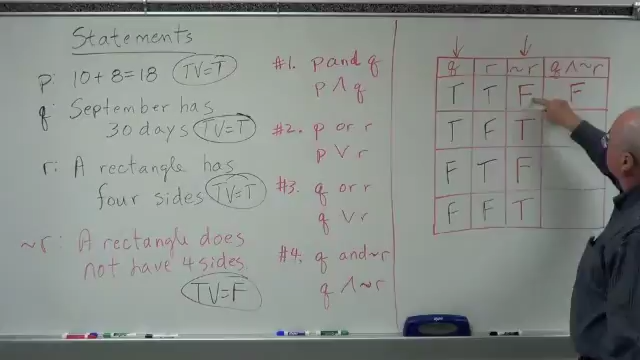 Statements
p: 10+8=18 TV=T
q: September has
30 days TV=T
r: A rectangle has
four sides TV=T
~r: A rectangle does
not have 4 sides
TV=F
#1. p and q
p ∧ q
#2. p or r
p ∨ r
#3. q or r
q ∨ r
#4. q and ~r
q ∧ ~r
q r ~r q ∧ ~r
T T F F
T F T
F T F
F F T